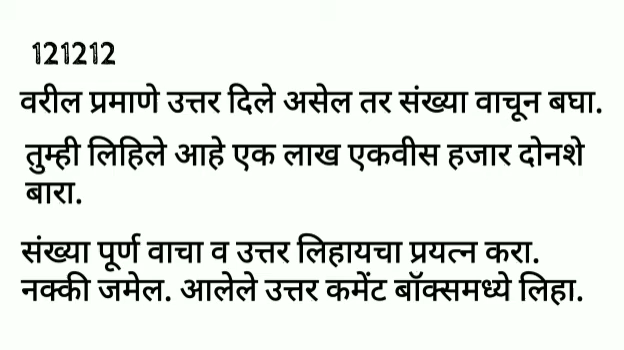 121212
वरील प्रमाणे उत्तर दिले असेल तर संख्या वाचून बघा.
तुम्ही लिहिले आहे एक लाख एकवीस हजार दोनशे
बारा.
संख्या पूर्ण वाचा व उत्तर लिहायचा प्रयत्न करा.
नक्की जमेल. आलेले उत्तर कमेंट बॉक्समध्ये लिहा.